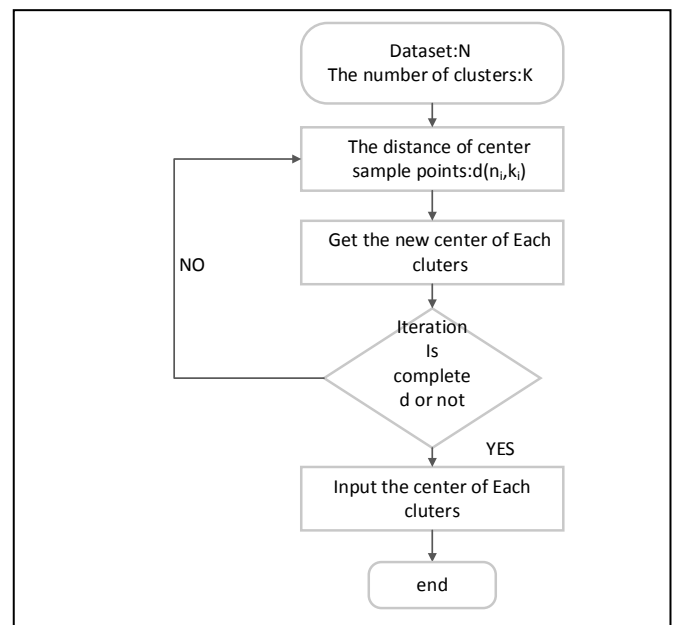 Dataset:N
The number of clusters:K
The distance of center
sample points:d(nᵢ,kᵢ)
Get the new center of Each
cluters
NO
Iteration
Is
complete
d or not
YES
Input the center of Each
cluters
end